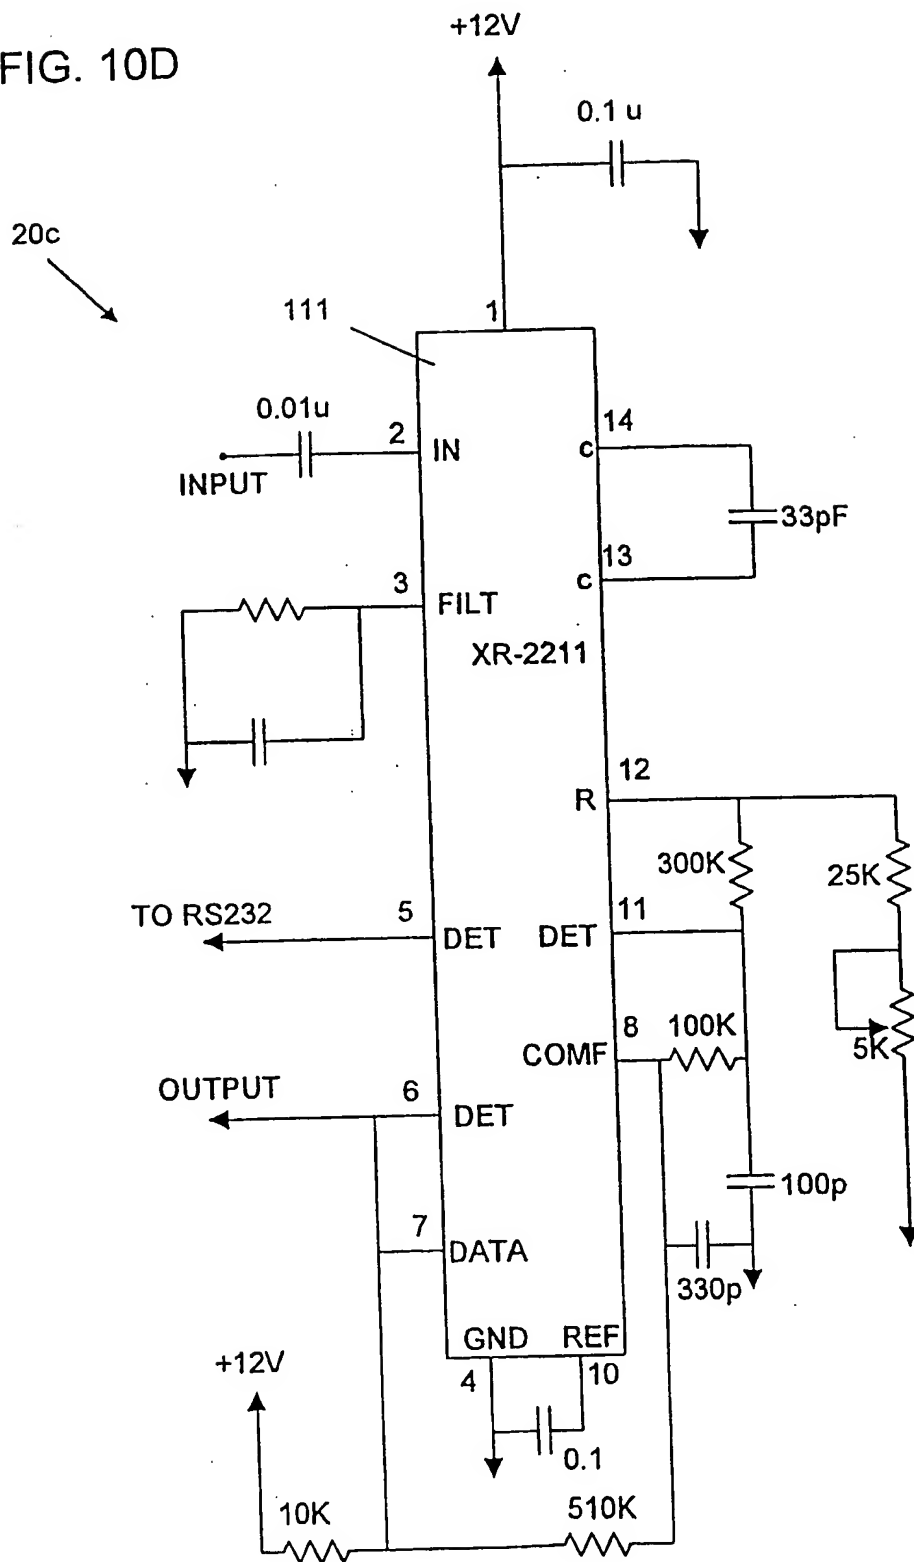 +12V
FIG. 10D
0.1 u
20c
111
1
0.01u
2
IN
INPUT
14
c
33pF
13
c
3
FILT
XR-2211
12
R
300K
25K
TO RS232
5
DET
11
DET
8
100K
COMF
5K
OUTPUT
6
DET
100p
7
DATA
330p
GND
REF
+12V
4
10
0.1
10K
510K